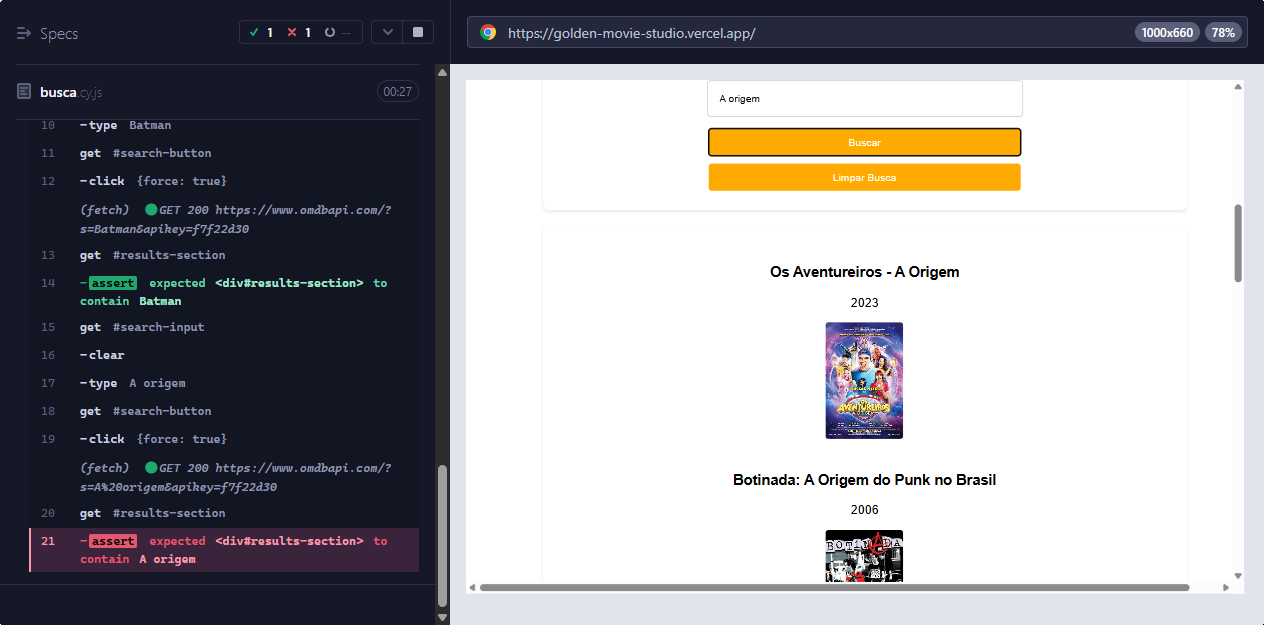 Specs
1 1 --
busca.cy.js
00:27
10 -type Batman
11 get #search-button
12 -click {force: true}
(fetch) GET 200 https://www.omdbapi.com/?
s=Batman&apikey=f7f22d30
13 get #results-section
14 -assert expected <div#results-section> to
contain Batman
15 get #search-input
16 -clear
17 -type A origem
18 get #search-button
19 -click {force: true}
(fetch) GET 200 https://www.omdbapi.com/?
s=A%20origem&apikey=f7f22d30
20 get #results-section
21 -assert expected <div#results-section> to
contain A origem
https://golden-movie-studio.vercel.app/
1000x660 78%
A origem
Buscar
Limpar Busca
Os Aventureiros - A Origem
2023
AVENTUREIROS
Botinada: A Origem do Punk no Brasil
2006
BOTINADA